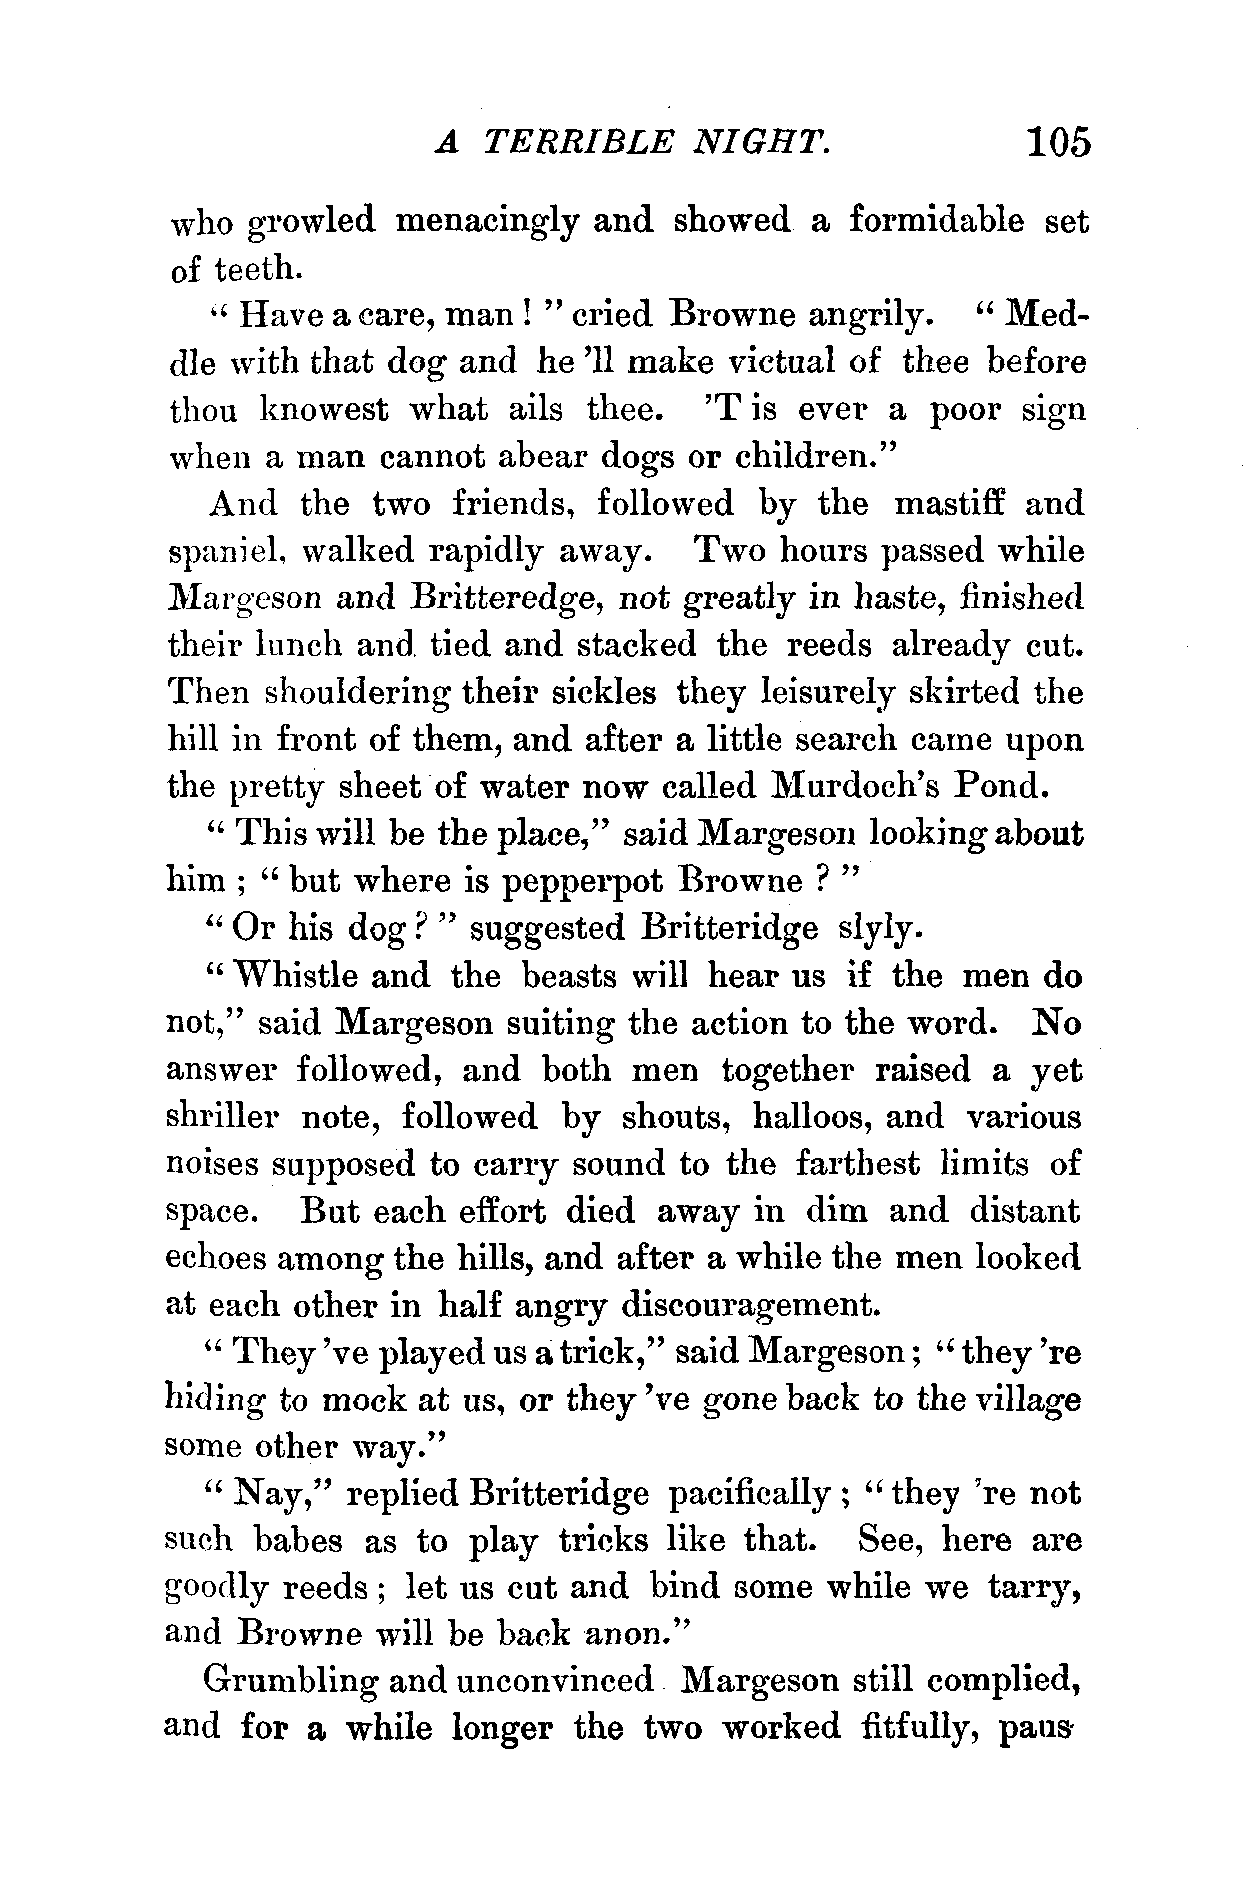 A TERRIBLE NIGHT. 105
who growled menacingly and showed a formidable set
of teeth.
“ Have a care, man ! ” cried Browne angrily. “ Med-
dle with that dog and he ’ll make victual of thee before
thou knowest what ails thee. ’T is ever a poor sign
when a man cannot abear dogs or children.”
And the two friends, followed by the mastiff and
spaniel, walked rapidly away. Two hours passed while
Margeson and Britteredge, not greatly in haste, finished
their lunch and tied and stacked the reeds already cut.
Then shouldering their sickles they leisurely skirted the
hill in front of them, and after a little search came upon
the pretty sheet of water now called Murdoch’s Pond.
“ This will be the place,” said Margeson looking about
him ; “ but where is pepperpot Browne ? ”
“ Or his dog ? ” suggested Britteridge slyly.
“ Whistle and the beasts will hear us if the men do
not,” said Margeson suiting the action to the word. No
answer followed, and both men together raised a yet
shriller note, followed by shouts, halloos, and various
noises supposed to carry sound to the farthest limits of
space. But each effort died away in dim and distant
echoes among the hills, and after a while the men looked
at each other in half angry discouragement.
“ They ’ve played us a trick,” said Margeson ; “ they ’re
hiding to mock at us, or they ’ve gone back to the village
some other way.”
“ Nay,” replied Britteridge pacifically ; “ they ’re not
such babes as to play tricks like that. See, here are
goodly reeds ; let us cut and bind some while we tarry,
and Browne will be back anon.”
Grumbling and unconvinced Margeson still complied,
and for a while longer the two worked fitfully, paus-